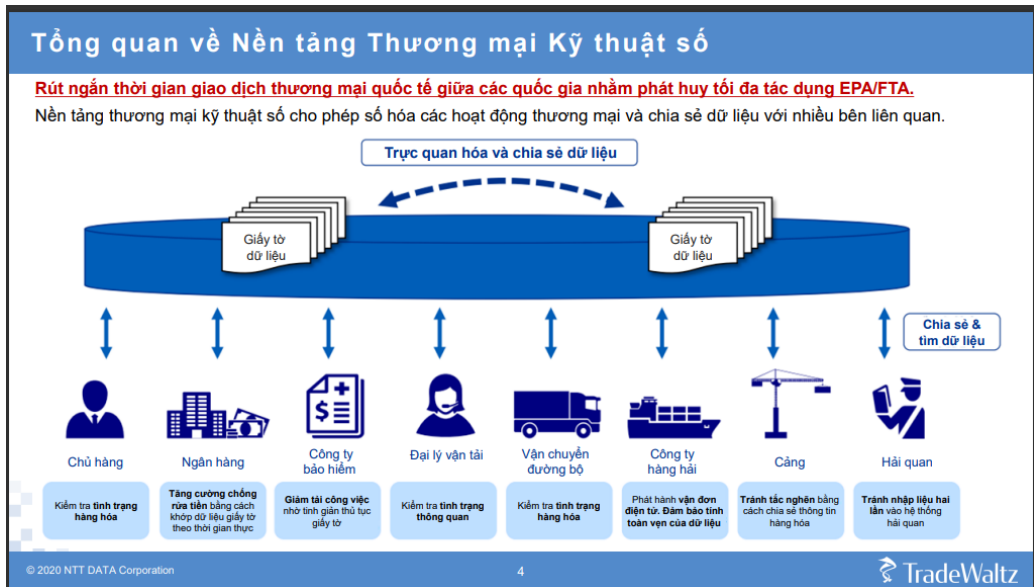 Tổng quan về Nền tảng Thương mại Kỹ thuật số
Rút ngắn thời gian giao dịch thương mại quốc tế giữa các quốc gia nhằm phát huy tối đa tác dụng EPA/FTA.
Nền tảng thương mại kỹ thuật số cho phép số hóa các hoạt động thương mại và chia sẻ dữ liệu với nhiều bên liên quan.
Trực quan hóa và chia sẻ dữ liệu
Giấy tờ
dữ liệu
Giấy tờ
dữ liệu
Chia sẻ &
tìm dữ liệu
$
Chủ hàng
Ngân hàng
Công ty
bảo hiểm
Đại lý vận tải
Vận chuyển
đường bộ
Công ty
hàng hải
Cảng
Hải quan
Kiểm tra tình trạng
hàng hóa
Tăng cường chống
rửa tiền bằng cách
khớp dữ liệu giấy tờ
theo thời gian thực
Giảm tải công việc
nhờ tinh giản thủ tục
giấy tờ
Kiểm tra tình trạng
thông quan
Kiểm tra tình trạng
hàng hóa
Phát hành vận đơn
điện tử. Đảm bảo tính
toàn vẹn của dữ liệu
Tránh tắc nghẽn bằng
cách chia sẻ thông tin
hàng hóa
Tránh nhập liệu hai
lần vào hệ thống
hải quan
© 2020 NTT DATA Corporation
4
TradeWaltz